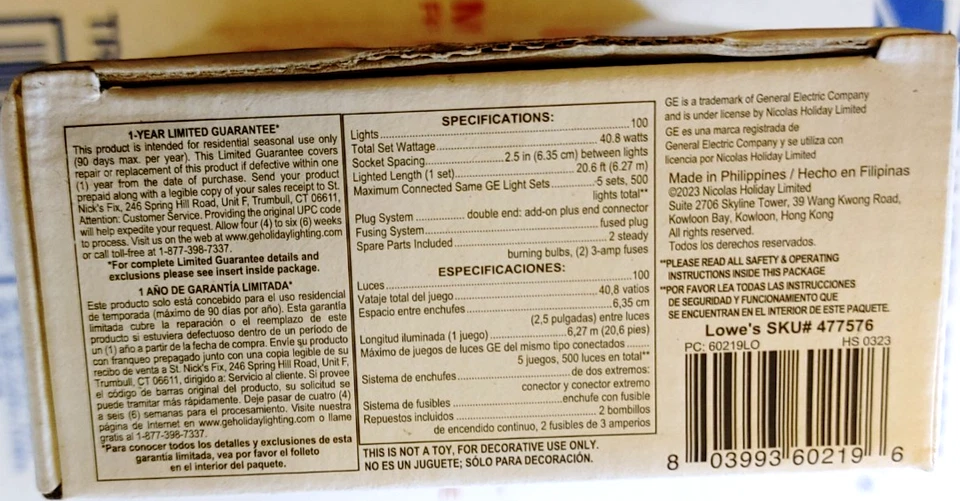 1-YEAR LIMITED GUARANTEE*
This product is intended for residential seasonal use only
(90 days max. per year). This Limited Guarantee covers
repair or replacement of this product if defective within one
(1) year from the date of purchase. Send your product
prepaid along with a legible copy of your sales receipt to St.
Nick's Fix, 246 Spring Hill Road, Unit F, Trumbull, CT 06611,
Attention: Customer Service. Providing the original UPC code
will help expedite your request. Allow four (4) to six (6) weeks
to process. Visit us on the web at www.geholidaylighting.com
or call toll-free at 1-877-398-7337.
*For complete Limited Guarantee details and
exclusions please see insert inside package.
1 AÑO DE GARANTÍA LIMITADA*
Este producto solo está concebido para el uso residencial
de temporada (máximo de 90 días por año). Esta garantía
limitada cubre la reparación o el reemplazo de este
producto si estuviera defectuoso dentro de un período de
un (1) año a partir de la fecha de compra. Envíe su producto
con franqueo prepagado junto con una copia legible de su
recibo de venta a St. Nick's Fix, 246 Spring Hill Road, Unit F,
Trumbull, CT 06611, dirigido a: Servicio al cliente. Si provee
el código de barras original del producto, su solicitud se
puede tramitar más rápidamente. Deje pasar de cuatro (4)
a seis (6) semanas para el procesamiento. Visite nuestra
página de Internet en www.geholidaylighting.com o llame
gratis al 1-877-398-7337.
*Para conocer todos los detalles y exclusiones de esta
garantía limitada, vea por favor el folleto
en el interior del paquete.
SPECIFICATIONS:
Lights 100
Total Set Wattage 40.8 watts
Socket Spacing 2.5 in (6.35 cm) between lights
Lighted Length (1 set) 20.6 ft (6.27 m)
Maximum Connected Same GE Light Sets 5 sets, 500
lights total**
Plug System double end: add-on plus end connector
Fusing System fused plug
Spare Parts Included 2 steady
burning bulbs, (2) 3-amp fuses
ESPECIFICACIONES:
Luces 100
Vataje total del juego 40,8 vatios
Espacio entre enchufes 6,35 cm
(2,5 pulgadas) entre luces
Longitud iluminada (1 juego) 6,27 m (20,6 pies)
Máximo de juegos de luces GE del mismo tipo conectados
5 juegos, 500 luces en total**
Sistema de enchufes de dos extremos:
conector y conector extremo
Sistema de fusibles enchufe con fusible
Repuestos incluidos 2 bombillos
de encendido continuo, 2 fusibles de 3 amperios
THIS IS NOT A TOY, FOR DECORATIVE USE ONLY.
NO ES UN JUGUETE; SÓLO PARA DECORACIÓN.
GE is a trademark of General Electric Company
and is under license by Nicolas Holiday Limited
GE es una marca registrada de
General Electric Company y se utiliza con
licencia por Nicolas Holiday Limited
Made in Philippines / Hecho en Filipinas
©2023 Nicolas Holiday Limited
Suite 2706 Skyline Tower, 39 Wang Kwong Road,
Kowloon Bay, Kowloon, Hong Kong
All rights reserved.
Todos los derechos reservados.
**PLEASE READ ALL SAFETY & OPERATING
INSTRUCTIONS INSIDE THIS PACKAGE
**POR FAVOR LEA TODAS LAS INSTRUCCIONES
DE SEGURIDAD Y FUNCIONAMIENTO QUE
SE ENCUENTRAN EN EL INTERIOR DE ESTE PAQUETE.
Lowe's SKU# 477576
PC: 60219LO HS 0323
8 03993 60219 6